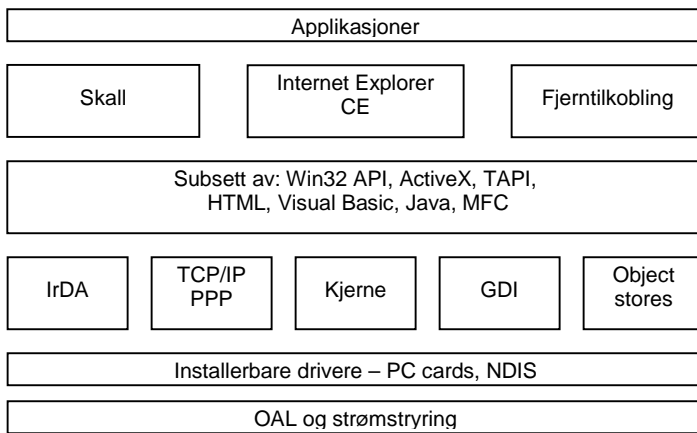 Applikasjoner
Skall
Internet Explorer
CE
Fjerntilkobling
Subsett av: Win32 API, ActiveX, TAPI,
HTML, Visual Basic, Java, MFC
IrDA
TCP/IP
PPP
Kjerne
GDI
Object
stores
Installerbare drivere – PC cards, NDIS
OAL og strømstryring